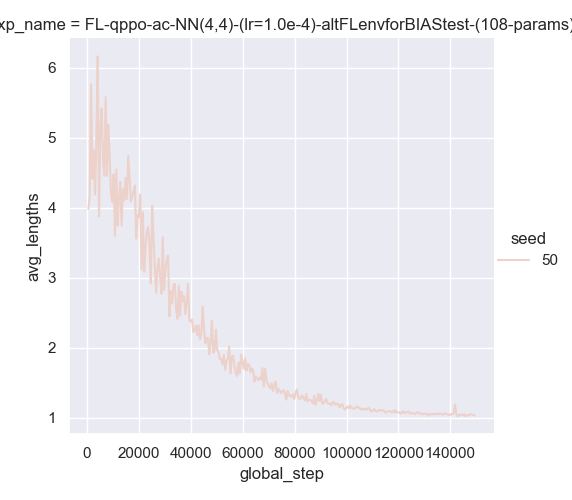 xp_name = FL-qppo-ac-NN(4,4)-(lr=1.0e-4)-altFLenvforBIAStest-(108-params)
6
5
4
3
2
1
avg_lengths
seed
50
0 20000 40000 60000 80000 100000 120000 140000
global_step